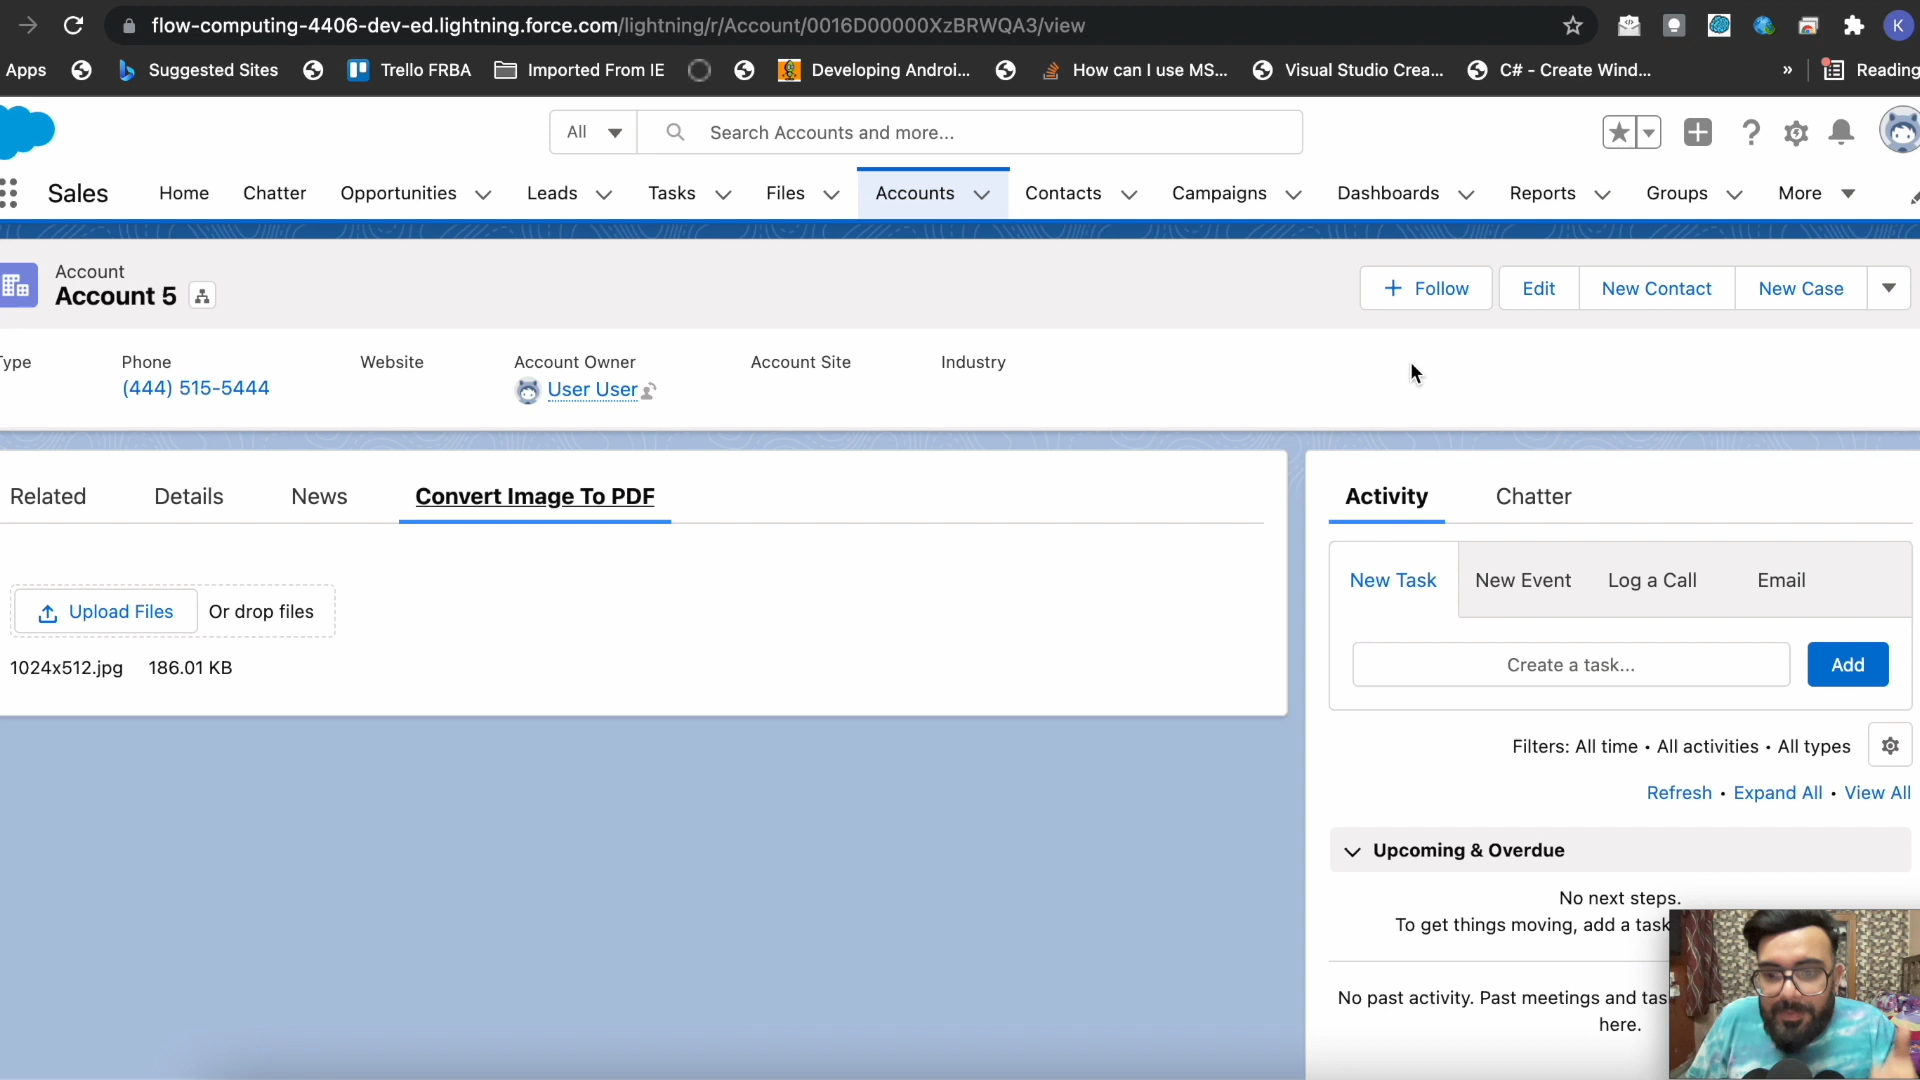 flow-computing-4406-dev-ed.lightning.force.com/lightning/r/Account/0016D00000XzBRWQA3/view
K
Apps
Suggested Sites
Trello FRBA
Imported From IE
Developing Androi...
How can I use MS...
Visual Studio Crea...
C# - Create Wind...
»
Reading
All
Search Accounts and more...
Sales
Home
Chatter
Opportunities
Leads
Tasks
Files
Accounts
Contacts
Campaigns
Dashboards
Reports
Groups
More
Account
Account 5
+ Follow
Edit
New Contact
New Case
Type
Phone
Website
Account Owner
Account Site
Industry
(444) 515-5444
User User
Related
Details
News
Convert Image To PDF
Activity
Chatter
Upload Files
Or drop files
1024x512.jpg
186.01 KB
New Task
New Event
Log a Call
Email
Create a task...
Add
Filters: All time • All activities • All types
Refresh • Expand All • View All
Upcoming & Overdue
No next steps.
To get things moving, add a task
No past activity. Past meetings and tas
here.